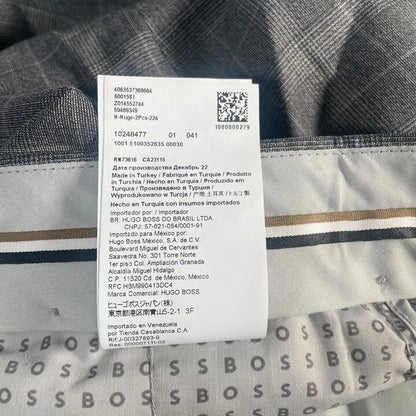 4063537369664
6001581
Z014552744
50489349
H-Huge-2Pcs-224
1000000279
10248477 01 041
1001 5100352635 00030
RN73616 CA23115
Дата производства Декабрь 22
Made in Turkey / Fabriqué en Turquie / Prodotto
in Turchia / Hecho en Turquía / Produzido em
Turquia / Произведено в Турции /
Wyprodukowano w Turcja / 产地 土耳其 / トルコ 製
Hecho en Turquía con insumos importados
Importado por: / Importador
BR: HUGO BOSS DO BRASIL LTDA.
CNPJ: 57-621-054/0001-91
Importado en México por:
Hugo Boss México, S.A. de C.V.
Boulevard Miguel de Cervantes
Saavedra No. 301 Torre Norte
1er piso Col. Ampliación Granada
Alcaldía Miguel Hidalgo
C.P. 11520 Cd. de México, México
RFC HBM990413DC4
Marca Comercial: HUGO BOSS
ヒューゴボスジャパン(株)
東京都港区南青山5-2-1 3F
Importado en Venezuela
por Tienda Casablanca C.A.
Rif:J-00327893-9
BOSS BOSS